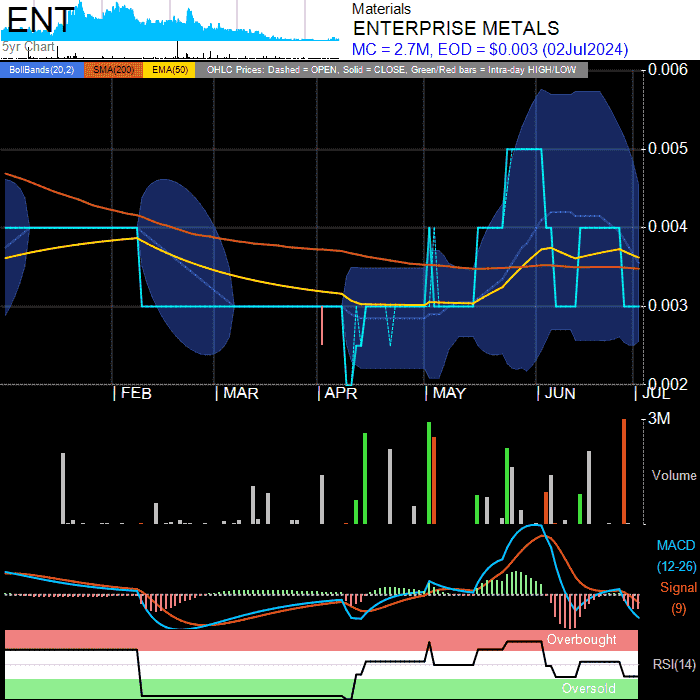 ENT
5yr Chart
Materials
ENTERPRISE METALS
MC = 2.7M, EOD = $0.003 (02Jul2024)
BollBands(20,2) SMA(200) EMA(50) OHLC Prices: Dashed = OPEN, Solid = CLOSE, Green/Red bars = Intra-day HIGH/LOW
0.006
0.005
0.004
0.003
0.002
FEB MAR APR MAY JUN JUL
3M
Volume
MACD
(12-26)
Signal
(9)
Overbought
RSI(14)
Oversold